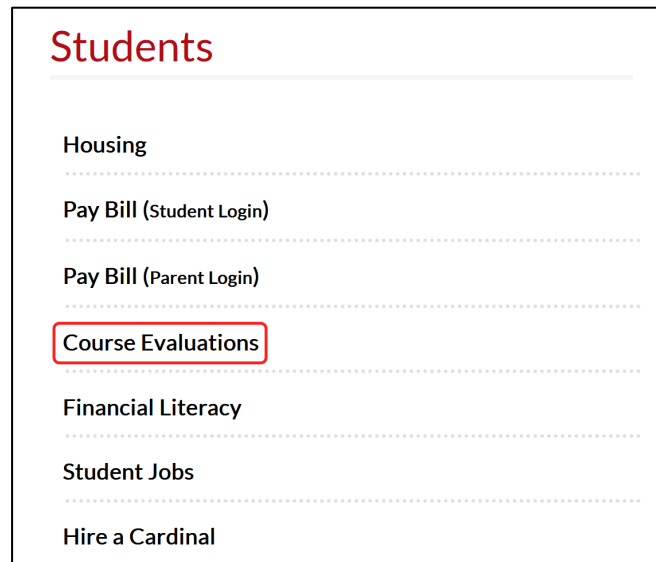 Students
Housing
Pay Bill (Student Login)
Pay Bill (Parent Login)
Course Evaluations
Financial Literacy
Student Jobs
Hire a Cardinal